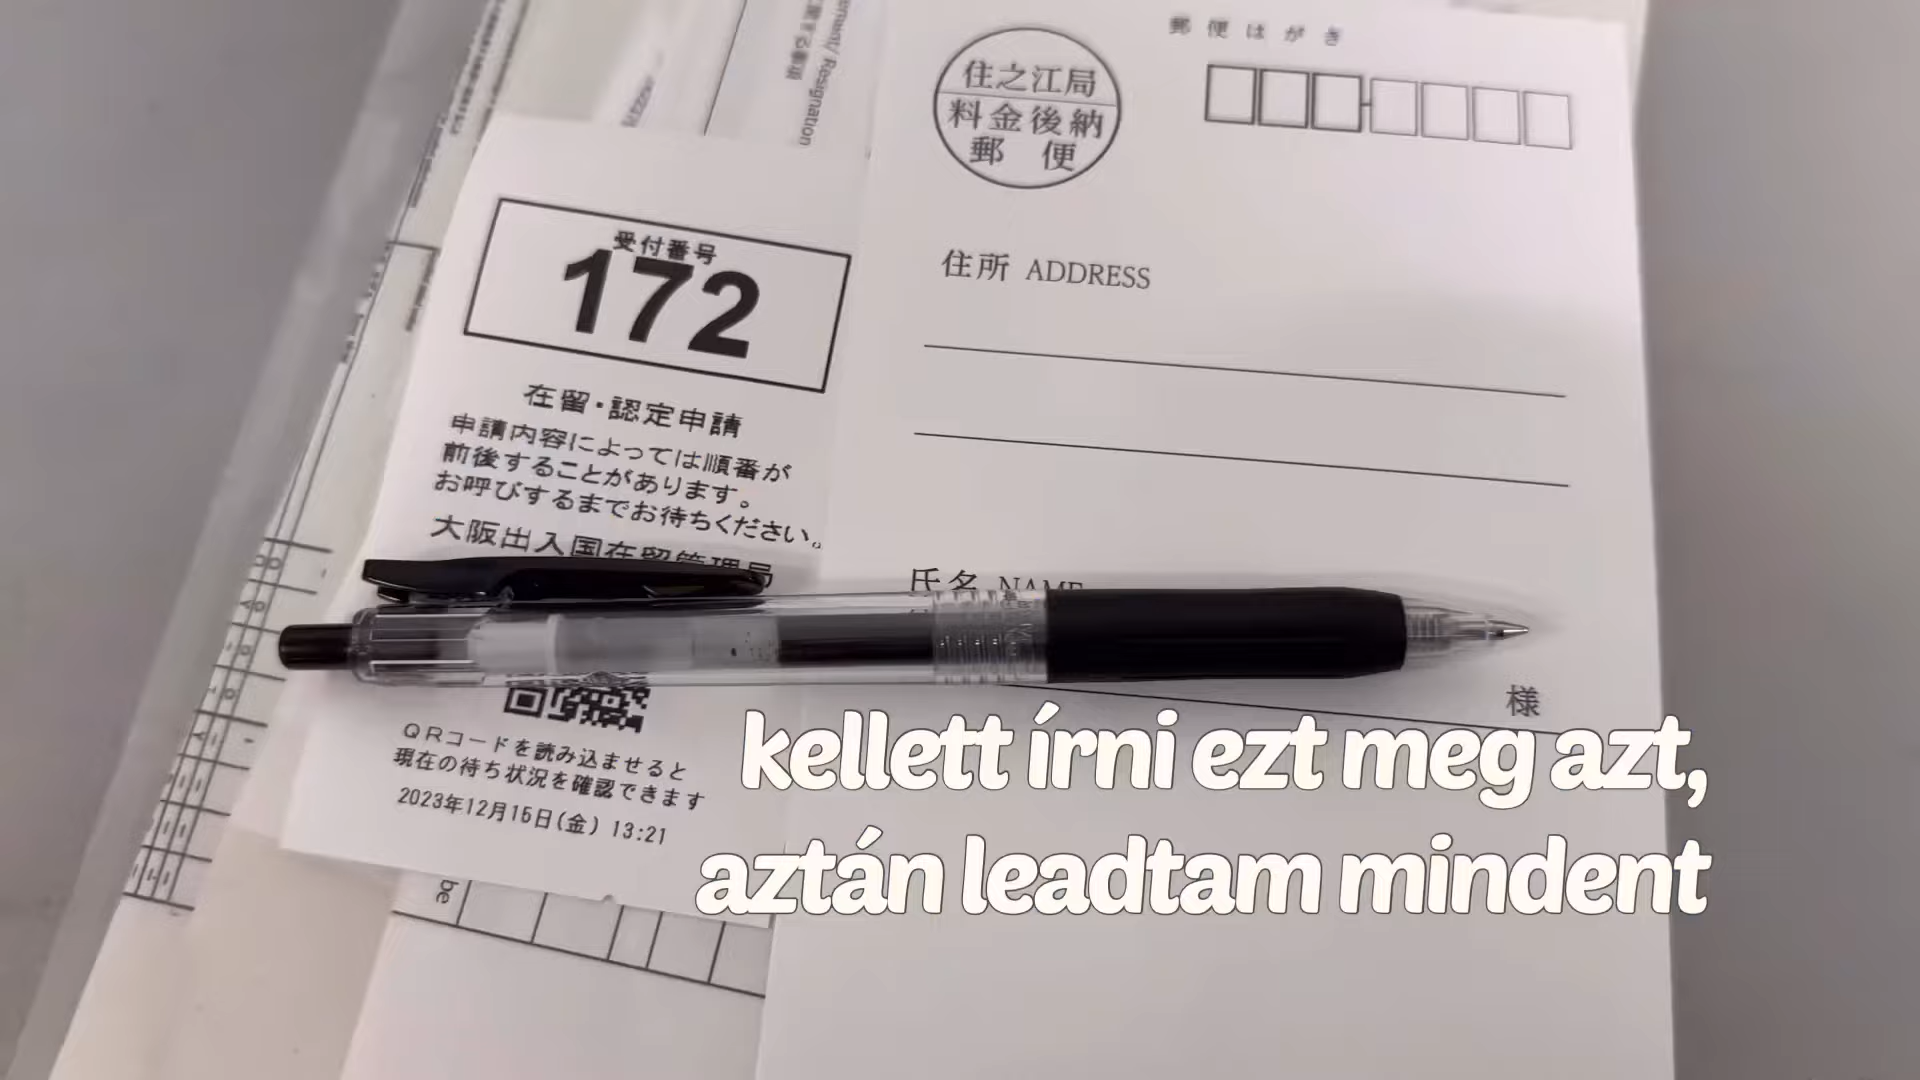 郵便はがき
住之江局
料金後納
郵便
住所 ADDRESS
氏名 NAME
様
ement/ Resignation
受付番号
172
在留・認定申請
申請内容によっては順番が
前後することがあります。
お呼びするまでお待ちください。
大阪出入国在留管理局
QRコードを読み込ませると
現在の待ち状況を確認できます
2023年12月15日(金) 13:21
be
kellett írni ezt meg azt,
aztán leadtam mindent